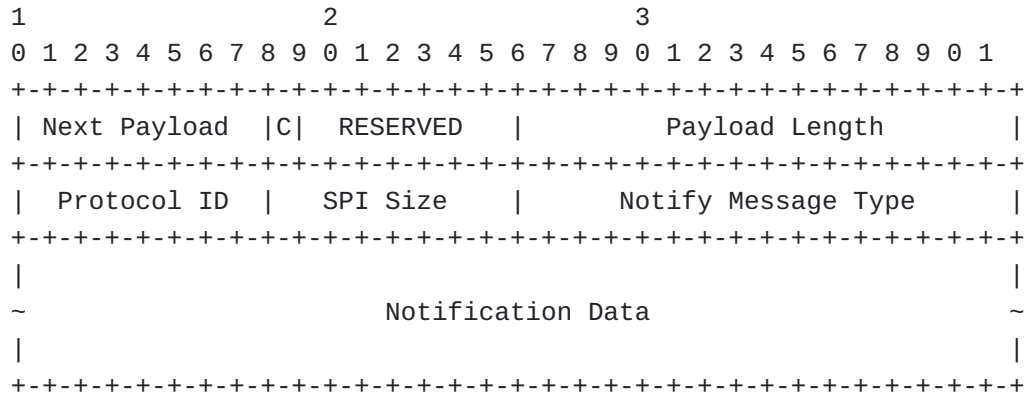 1                   2                   3
0 1 2 3 4 5 6 7 8 9 0 1 2 3 4 5 6 7 8 9 0 1 2 3 4 5 6 7 8 9 0 1
+-+-+-+-+-+-+-+-+-+-+-+-+-+-+-+-+-+-+-+-+-+-+-+-+-+-+-+-+-+-+-+-+
| Next Payload  |C|  RESERVED   |         Payload Length        |
+-+-+-+-+-+-+-+-+-+-+-+-+-+-+-+-+-+-+-+-+-+-+-+-+-+-+-+-+-+-+-+-+
|  Protocol ID  |   SPI Size    |      Notify Message Type      |
+-+-+-+-+-+-+-+-+-+-+-+-+-+-+-+-+-+-+-+-+-+-+-+-+-+-+-+-+-+-+-+-+
|                                                               |
~                       Notification Data                       ~
|                                                               |
+-+-+-+-+-+-+-+-+-+-+-+-+-+-+-+-+-+-+-+-+-+-+-+-+-+-+-+-+-+-+-+-+